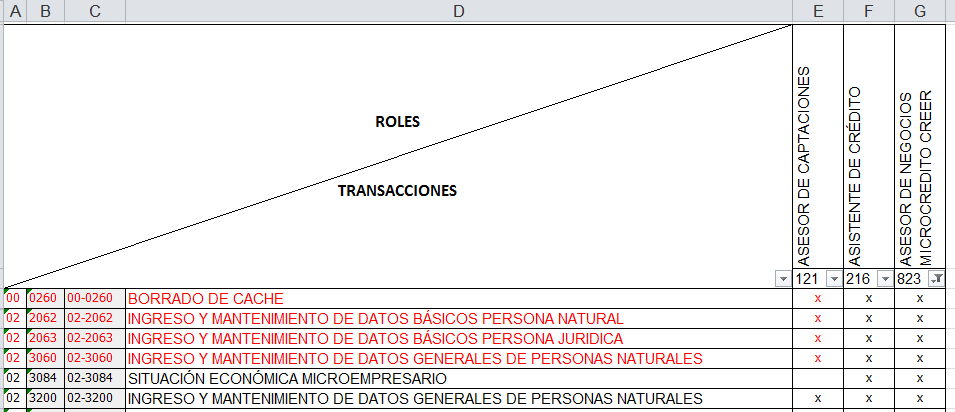 A B C D E F G
ROLES
TRANSACCIONES
ASESOR DE CAPTACIONES
ASISTENTE DE CRÉDITO
ASESOR DE NEGOCIOS
MICROCREDITO CREER
121 216 823
00 0260 00-0260 BORRADO DE CACHE x x x
02 2062 02-2062 INGRESO Y MANTENIMIENTO DE DATOS BÁSICOS PERSONA NATURAL x x x
02 2063 02-2063 INGRESO Y MANTENIMIENTO DE DATOS BÁSICOS PERSONA JURIDICA x x x
02 3060 02-3060 INGRESO Y MANTENIMIENTO DE DATOS GENERALES DE PERSONAS NATURALES x x x
02 3084 02-3084 SITUACIÓN ECONÓMICA MICROEMPRESARIO x x
02 3200 02-3200 INGRESO Y MANTENIMIENTO DE DATOS GENERALES DE PERSONAS NATURALES x x x